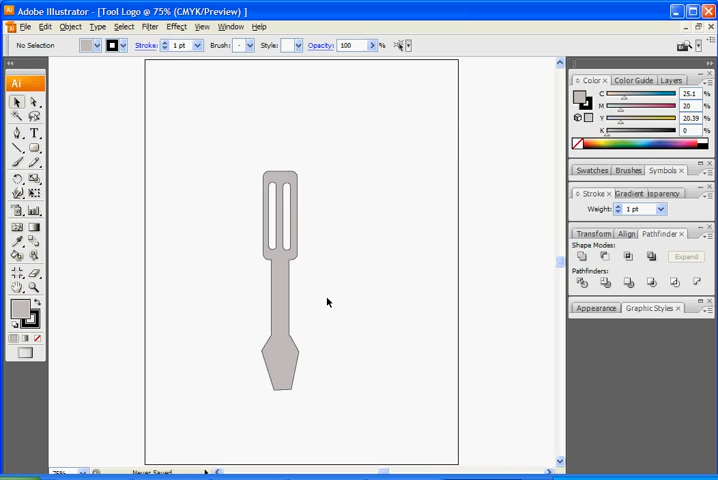 Adobe Illustrator - [Tool Logo @ 75% (CMYK/Preview) ]
File Edit Object Type Select Filter Effect View Window Help
No Selection Stroke: 1 pt Brush: Style: Opacity: 100 %
Ai
Color Color Guide Layers
C 25.1 %
M 20 %
Y 20.39 %
K 0 %
Swatches Brushes Symbols
Stroke Gradient sparency
Weight: 1 pt
Transform Align Pathfinder
Shape Modes:
Expand
Pathfinders:
Appearance Graphic Styles
75% Never Saved